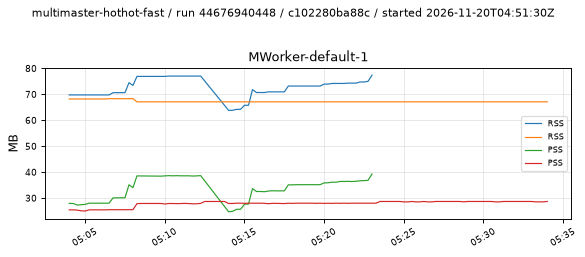 multimaster-hothot-fast / run 44676940448 / c102280ba88c / started 2026-11-20T04:51:30Z
MWorker-default-1
MB
80
70
60
50
40
30
RSS
RSS
PSS
PSS
05:05
05:10
05:15
05:20
05:25
05:30
05:35